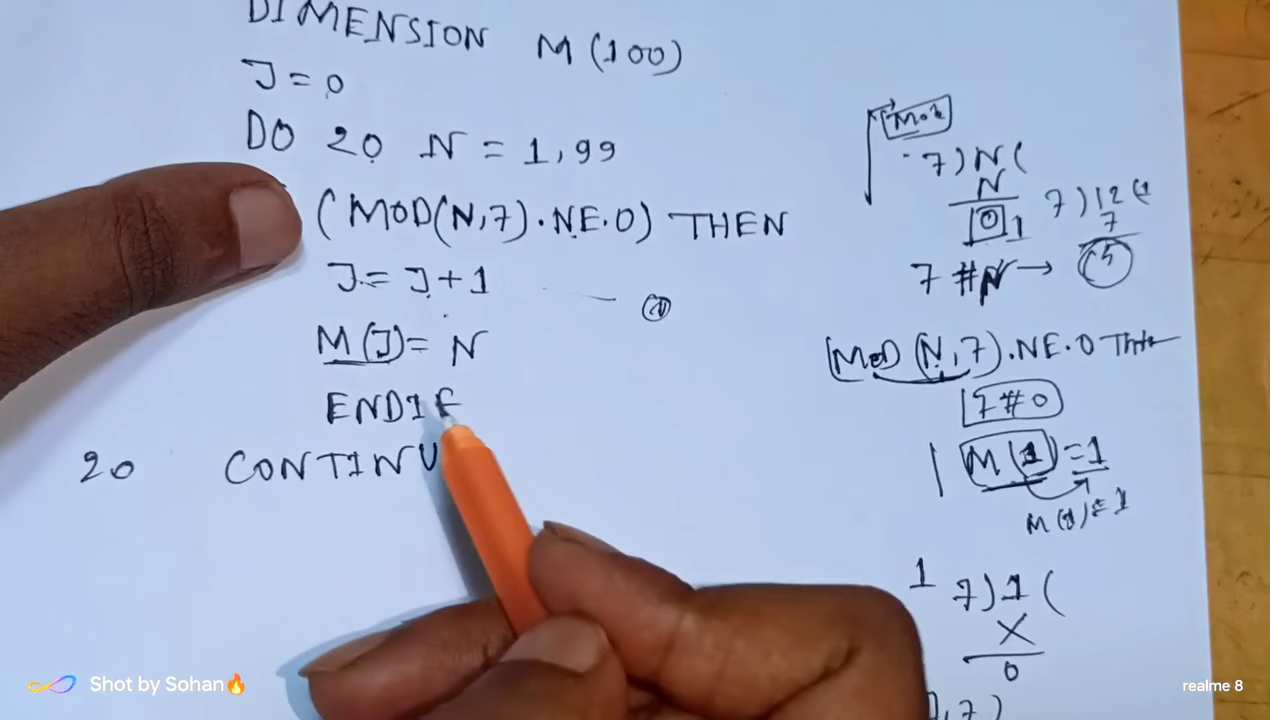 DIMENSION M(100)
J=0
DO 20 N = 1,99
(MOD(N,7).NE.0) THEN
J=J+1
M(J)=N
ENDIF
20 CONTINU
7)N(
N
0 1
7)12(1
7
5
7#N→
(MOD(N,7).NE.0
7#0
M(1)=1
1
7)1(
X
0
,7)
Shot by Sohan🔥
realme 8